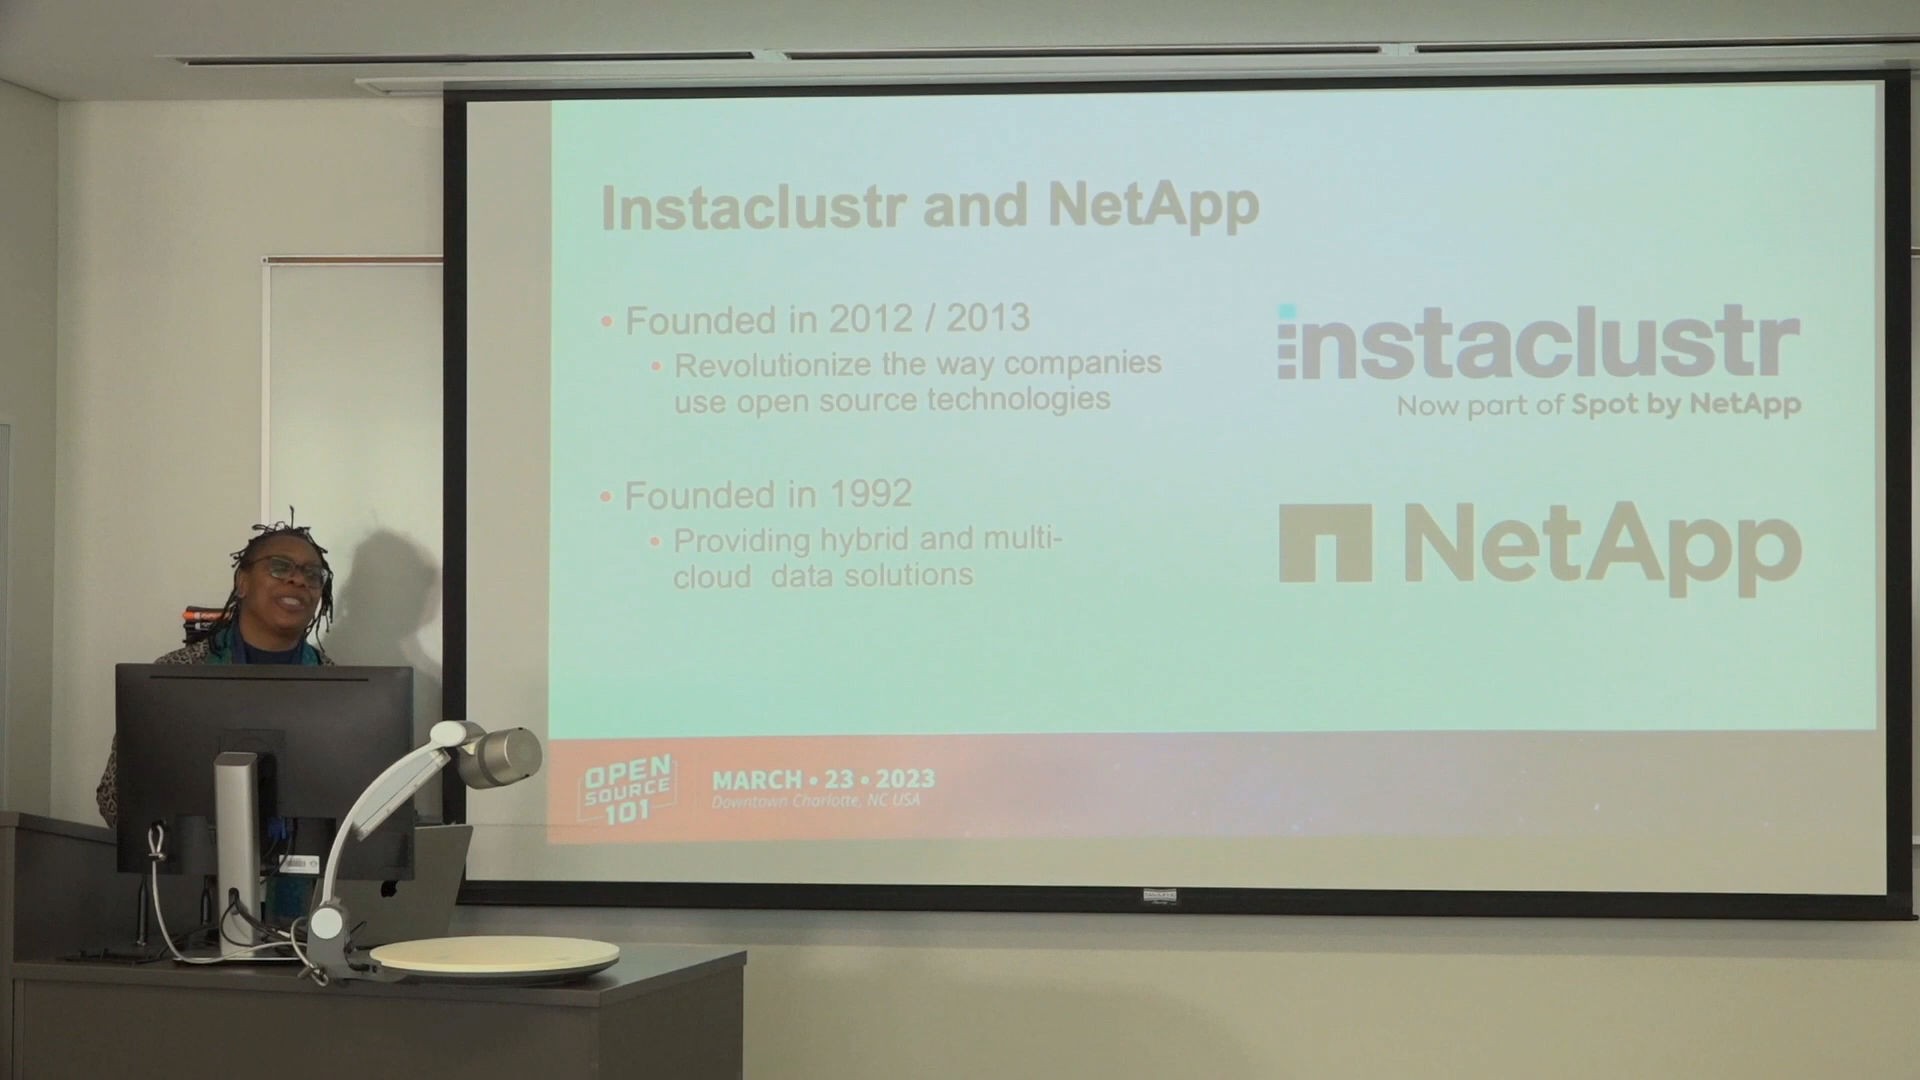 Instaclustr and NetApp
• Founded in 2012 / 2013
• Revolutionize the way companies
use open source technologies
• Founded in 1992
• Providing hybrid and multi-
cloud data solutions
instaclustr
Now part of Spot by NetApp
NetApp
OPEN
SOURCE
101
MARCH • 23 • 2023
Downtown Charlotte, NC USA